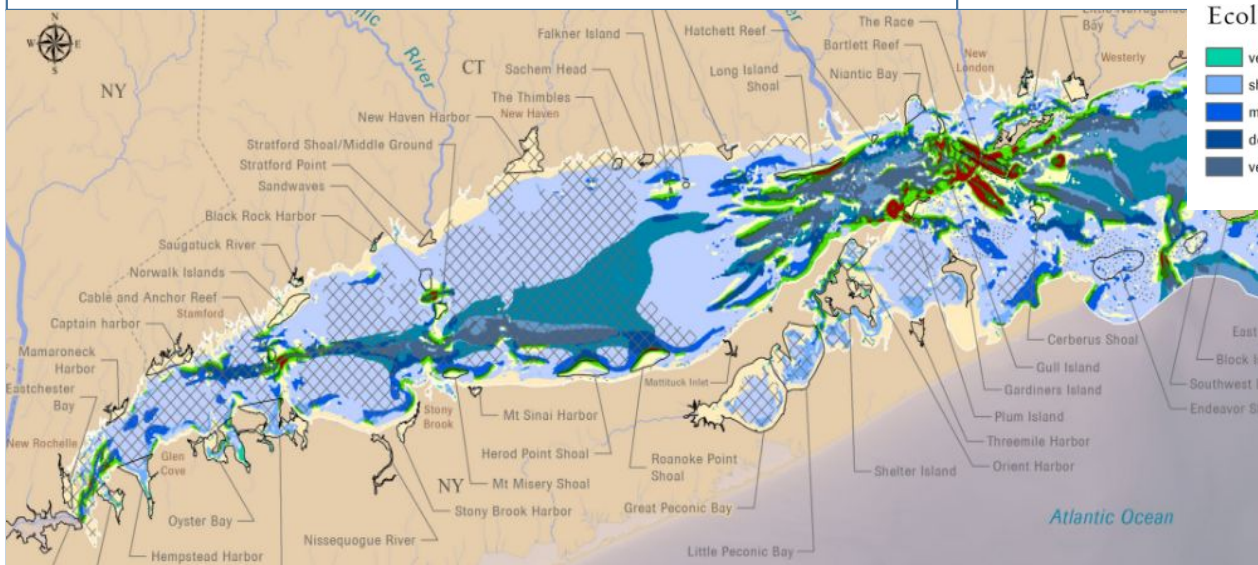 N
W E
S
NY
CT
River
Falkner Island
Sachem Head
The Thimbles
New Haven
New Haven Harbor
Stratford Shoal/Middle Ground
Stratford Point
Sandwaves
Black Rock Harbor
Saugatuck River
Norwalk Islands
Cable and Anchor Reef
Stamford
Captain harbor
Mamaroneck
Harbor
Eastchester
Bay
New Rochelle
Glen
Cove
Oyster Bay
Hempstead Harbor
Hatchett Reef
Long Island
Shoal
The Race
Bartlett Reef
Niantic Bay
New
London
Bay
Westerly
Ecol
Stony
Brook
NY
Mt Sinai Harbor
Herod Point Shoal
Mt Misery Shoal
Stony Brook Harbor
Nissequogue River
Mattituck Inlet
Roanoke Point
Shoal
Great Peconic Bay
Little Peconic Bay
Shelter Island
Orient Harbor
Threemile Harbor
Plum Island
Gardiners Island
Gull Island
Cerberus Shoal
East
Block I
Southwest
Endeavor S
Atlantic Ocean